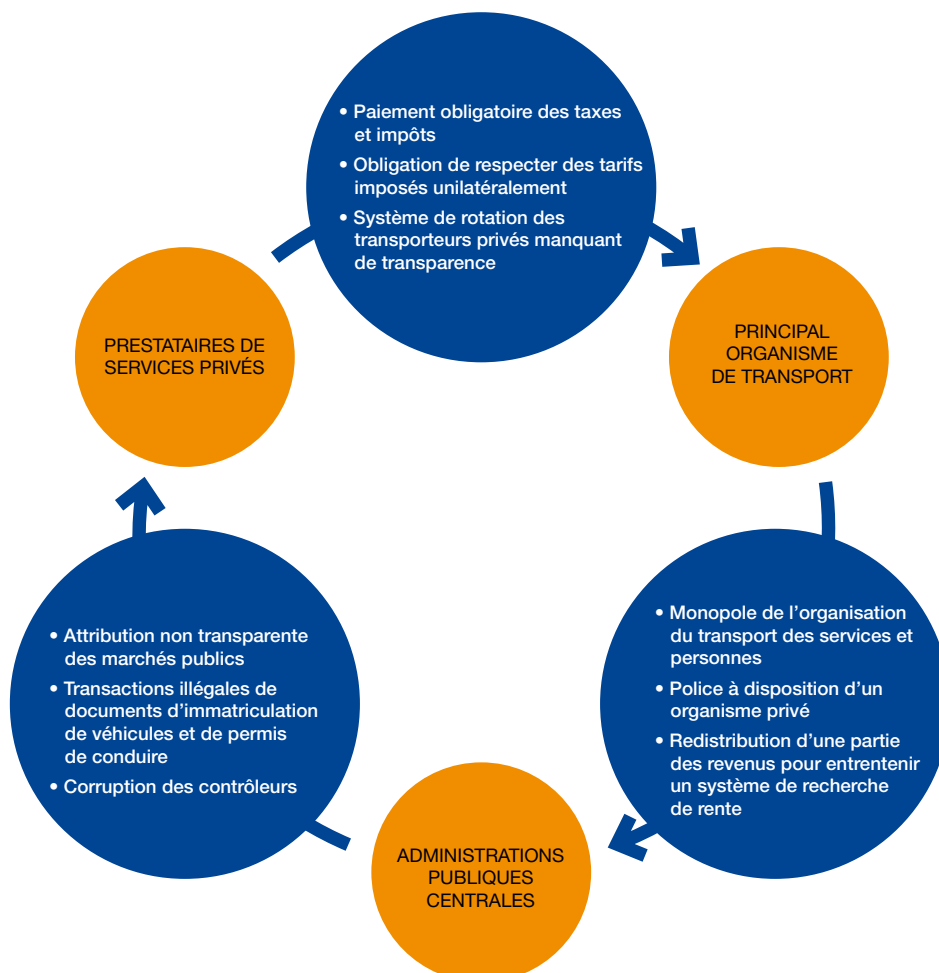 • Paiement obligatoire des taxes
et impôts
• Obligation de respecter des tarifs
imposés unilatéralement
• Système de rotation des
transporteurs privés manquant
de transparence
PRESTATAIRES DE
SERVICES PRIVÉS
PRINCIPAL
ORGANISME
DE TRANSPORT
• Attribution non transparente
des marchés publics
• Transactions illégales de
documents d’immatriculation
de véhicules et de permis
de conduire
• Corruption des contrôleurs
• Monopole de l’organisation
du transport des services et
personnes
• Police à disposition d’un
organisme privé
• Redistribution d’une partie
des revenus pour entrentenir
un système de recherche
de rente
ADMINISTRATIONS
PUBLIQUES
CENTRALES